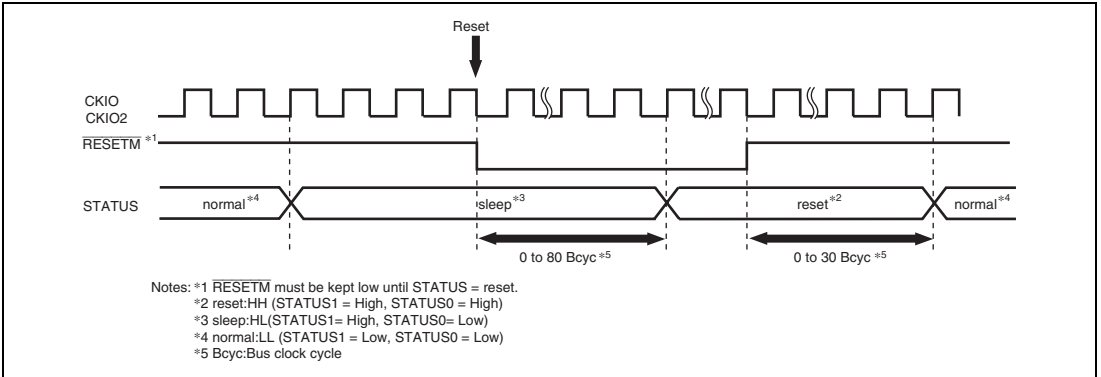 Reset
CKIO
CKIO2
RESETM *1
STATUS
normal*4
sleep*3
reset*2
normal*4
0 to 80 Bcyc *5
0 to 30 Bcyc *5
Notes: *1 RESETM must be kept low until STATUS = reset.
*2 reset:HH (STATUS1 = High, STATUS0 = High)
*3 sleep:HL(STATUS1= High, STATUS0= Low)
*4 normal:LL (STATUS1 = Low, STATUS0 = Low)
*5 Bcyc:Bus clock cycle